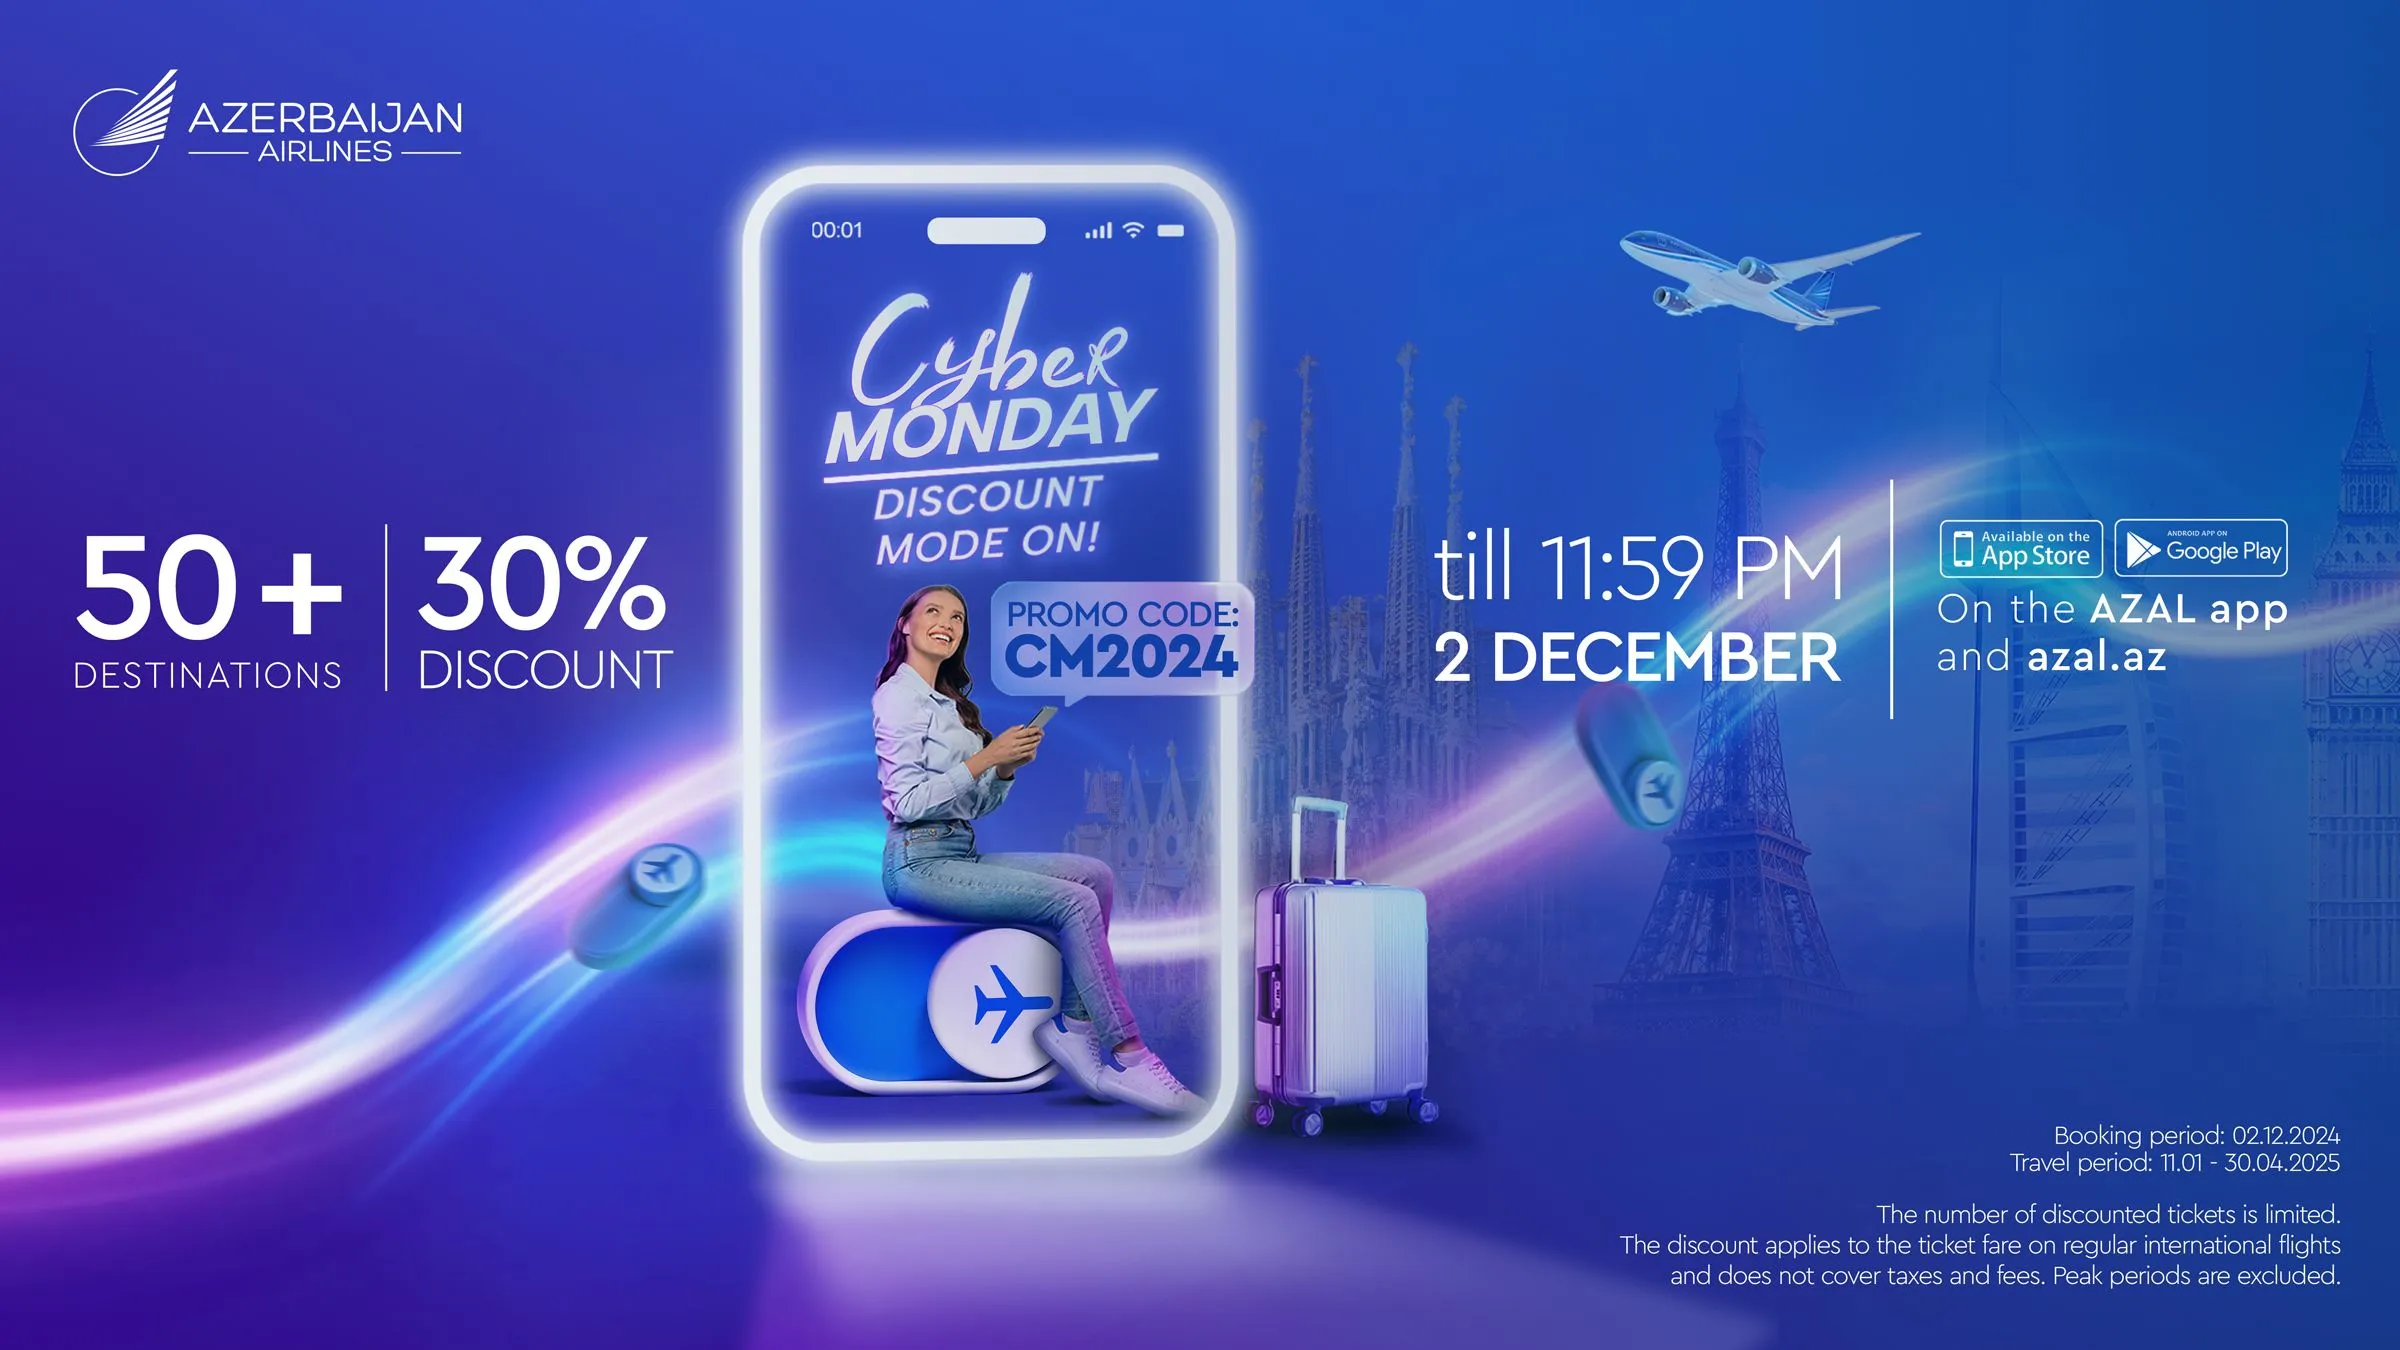 AZERBAIJAN
AIRLINES
00:01
Cyber
MONDAY
DISCOUNT
MODE ON!
50+
DESTINATIONS
30%
DISCOUNT
PROMO CODE:
CM2024
till 11:59 PM
2 DECEMBER
Available on the
App Store
ANDROID APP ON
Google Play
On the AZAL app
and azal.az
Booking period: 02.12.2024
Travel period: 11.01 - 30.04.2025
The number of discounted tickets is limited.
The discount applies to the ticket fare on regular international flights
and does not cover taxes and fees. Peak periods are excluded.